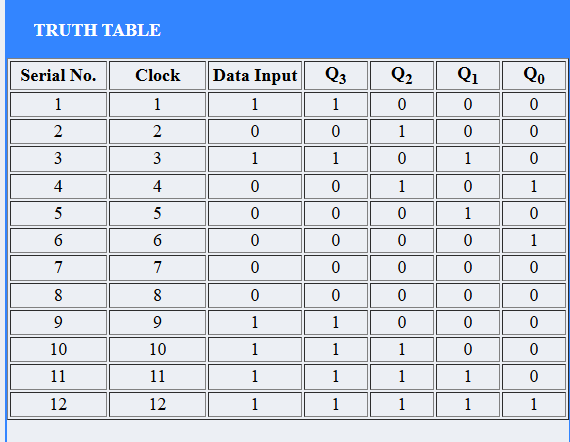 TRUTH TABLE
Serial No. Clock Data Input Q3 Q2 Q1 Q0
1 1 1 1 0 0 0
2 2 0 0 1 0 0
3 3 1 1 0 1 0
4 4 0 0 1 0 1
5 5 0 0 0 1 0
6 6 0 0 0 0 1
7 7 0 0 0 0 0
8 8 0 0 0 0 0
9 9 1 1 0 0 0
10 10 1 1 1 0 0
11 11 1 1 1 1 0
12 12 1 1 1 1 1